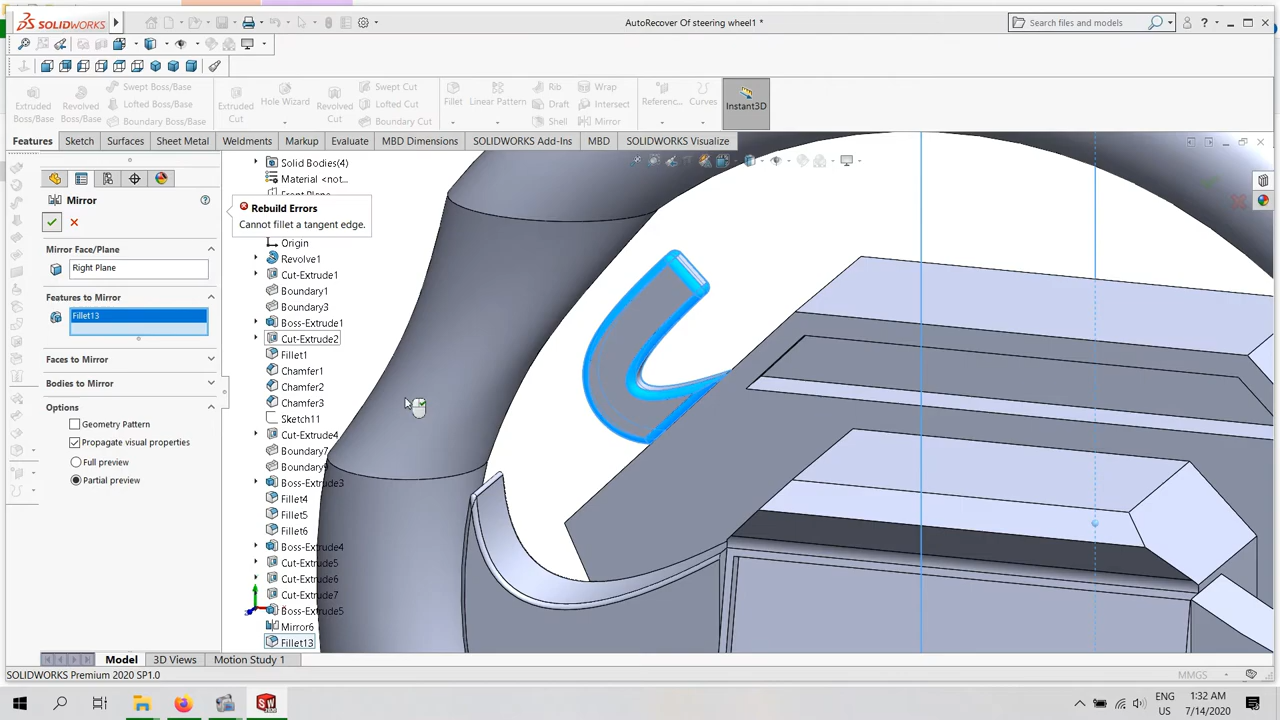 SOLIDWORKS
AutoRecover Of steering wheel1 *
Search files and models
Extruded Boss/Base
Revolved Boss/Base
Swept Boss/Base
Lofted Boss/Base
Boundary Boss/Base
Extruded Cut
Hole Wizard
Revolved Cut
Swept Cut
Lofted Cut
Boundary Cut
Fillet
Linear Pattern
Rib
Draft
Shell
Wrap
Intersect
Mirror
Referenc...
Curves
Instant3D
Features
Sketch
Surfaces
Sheet Metal
Weldments
Markup
Evaluate
MBD Dimensions
SOLIDWORKS Add-Ins
MBD
SOLIDWORKS Visualize
Mirror
Mirror Face/Plane
Right Plane
Features to Mirror
Fillet13
Faces to Mirror
Bodies to Mirror
Options
Geometry Pattern
Propagate visual properties
Full preview
Partial preview
Rebuild Errors
Cannot fillet a tangent edge.
Solid Bodies(4)
Material <not...
Origin
Revolve1
Cut-Extrude1
Boundary1
Boundary3
Boss-Extrude1
Cut-Extrude2
Fillet1
Chamfer1
Chamfer2
Chamfer3
Sketch11
Cut-Extrude4
Boundary7
Boss-Extrude3
Fillet4
Fillet5
Fillet6
Boss-Extrude4
Cut-Extrude5
Cut-Extrude6
Cut-Extrude7
Boss-Extrude5
Mirror6
Fillet13
Model
3D Views
Motion Study 1
SOLIDWORKS Premium 2020 SP1.0
MMGS
ENG
US
1:32 AM
7/14/2020